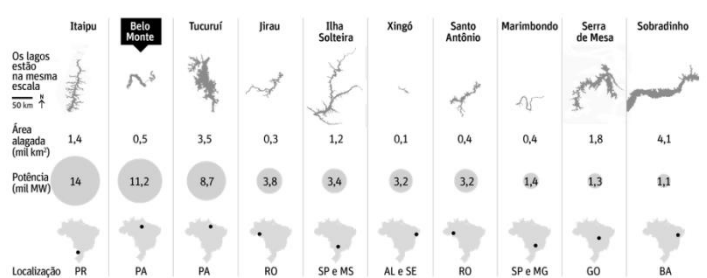 Itaipu Belo Monte Tucuruí Jirau Ilha Solteira Xingó Santo Antônio Marimbondo Serra de Mesa Sobradinho
Os lagos
estão
na mesma
escala
N
50 km
Área
alagada
(mil km²) 1,4 0,5 3,5 0,3 1,2 0,1 0,4 0,4 1,8 4,1
Potência
(mil MW) 14 11,2 8,7 3,8 3,4 3,2 3,2 1,4 1,3 1,1
Localização PR PA PA RO SP e MS AL e SE RO SP e MG GO BA